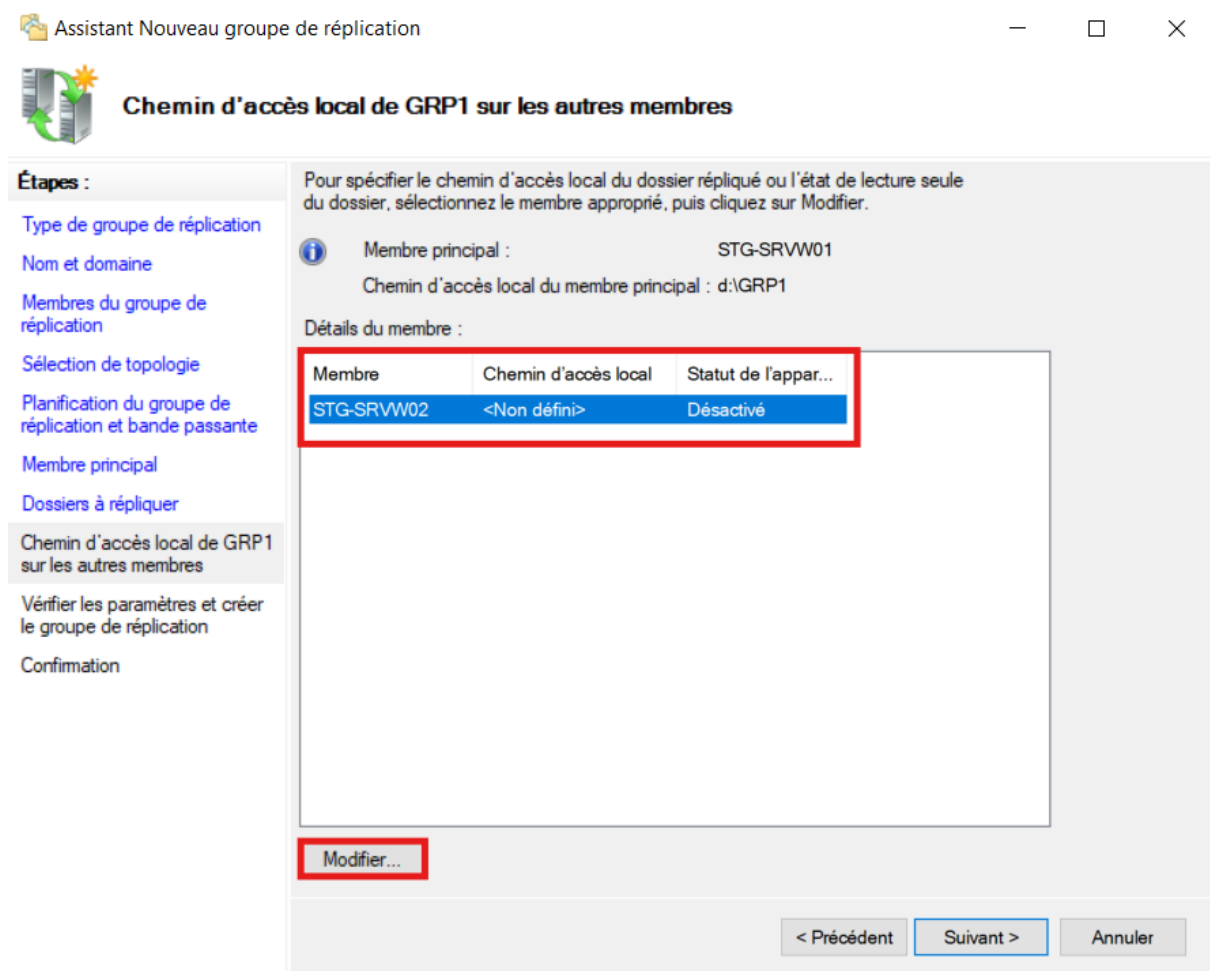 Assistant Nouveau groupe de réplication
Chemin d'accès local de GRP1 sur les autres membres
Étapes :
Type de groupe de réplication
Nom et domaine
Membres du groupe de
réplication
Sélection de topologie
Planification du groupe de
réplication et bande passante
Membre principal
Dossiers à répliquer
Chemin d'accès local de GRP1
sur les autres membres
Vérifier les paramètres et créer
le groupe de réplication
Confirmation
Pour spécifier le chemin d'accès local du dossier répliqué ou l'état de lecture seule
du dossier, sélectionnez le membre approprié, puis cliquez sur Modifier.
Membre principal : STG-SRVW01
Chemin d'accès local du membre principal : d:\GRP1
Détails du membre :
Membre Chemin d'accès local Statut de l'appar...
STG-SRVW02 <Non défini> Désactivé
Modifier...
< Précédent Suivant > Annuler